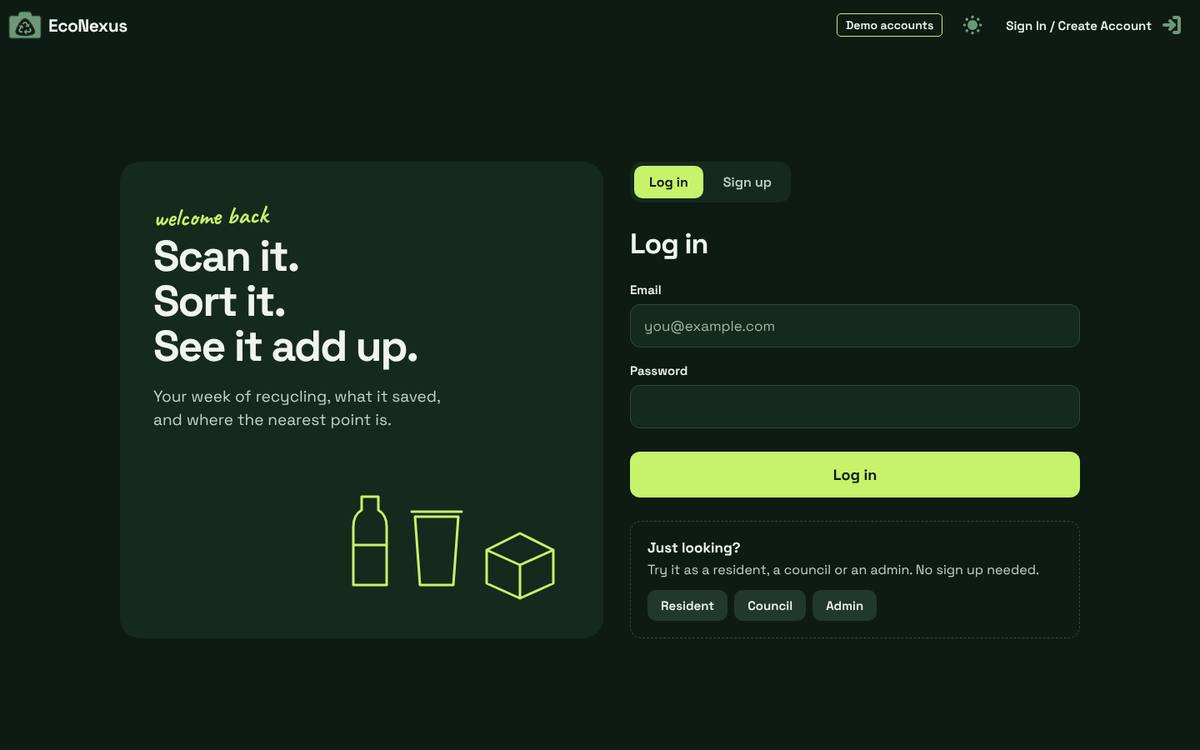 EcoNexus
Demo accounts
Sign In / Create Account
welcome back
Scan it.
Sort it.
See it add up.
Your week of recycling, what it saved,
and where the nearest point is.
Log in
Sign up
Log in
Email
you@example.com
Password
Log in
Just looking?
Try it as a resident, a council or an admin. No sign up needed.
Resident
Council
Admin